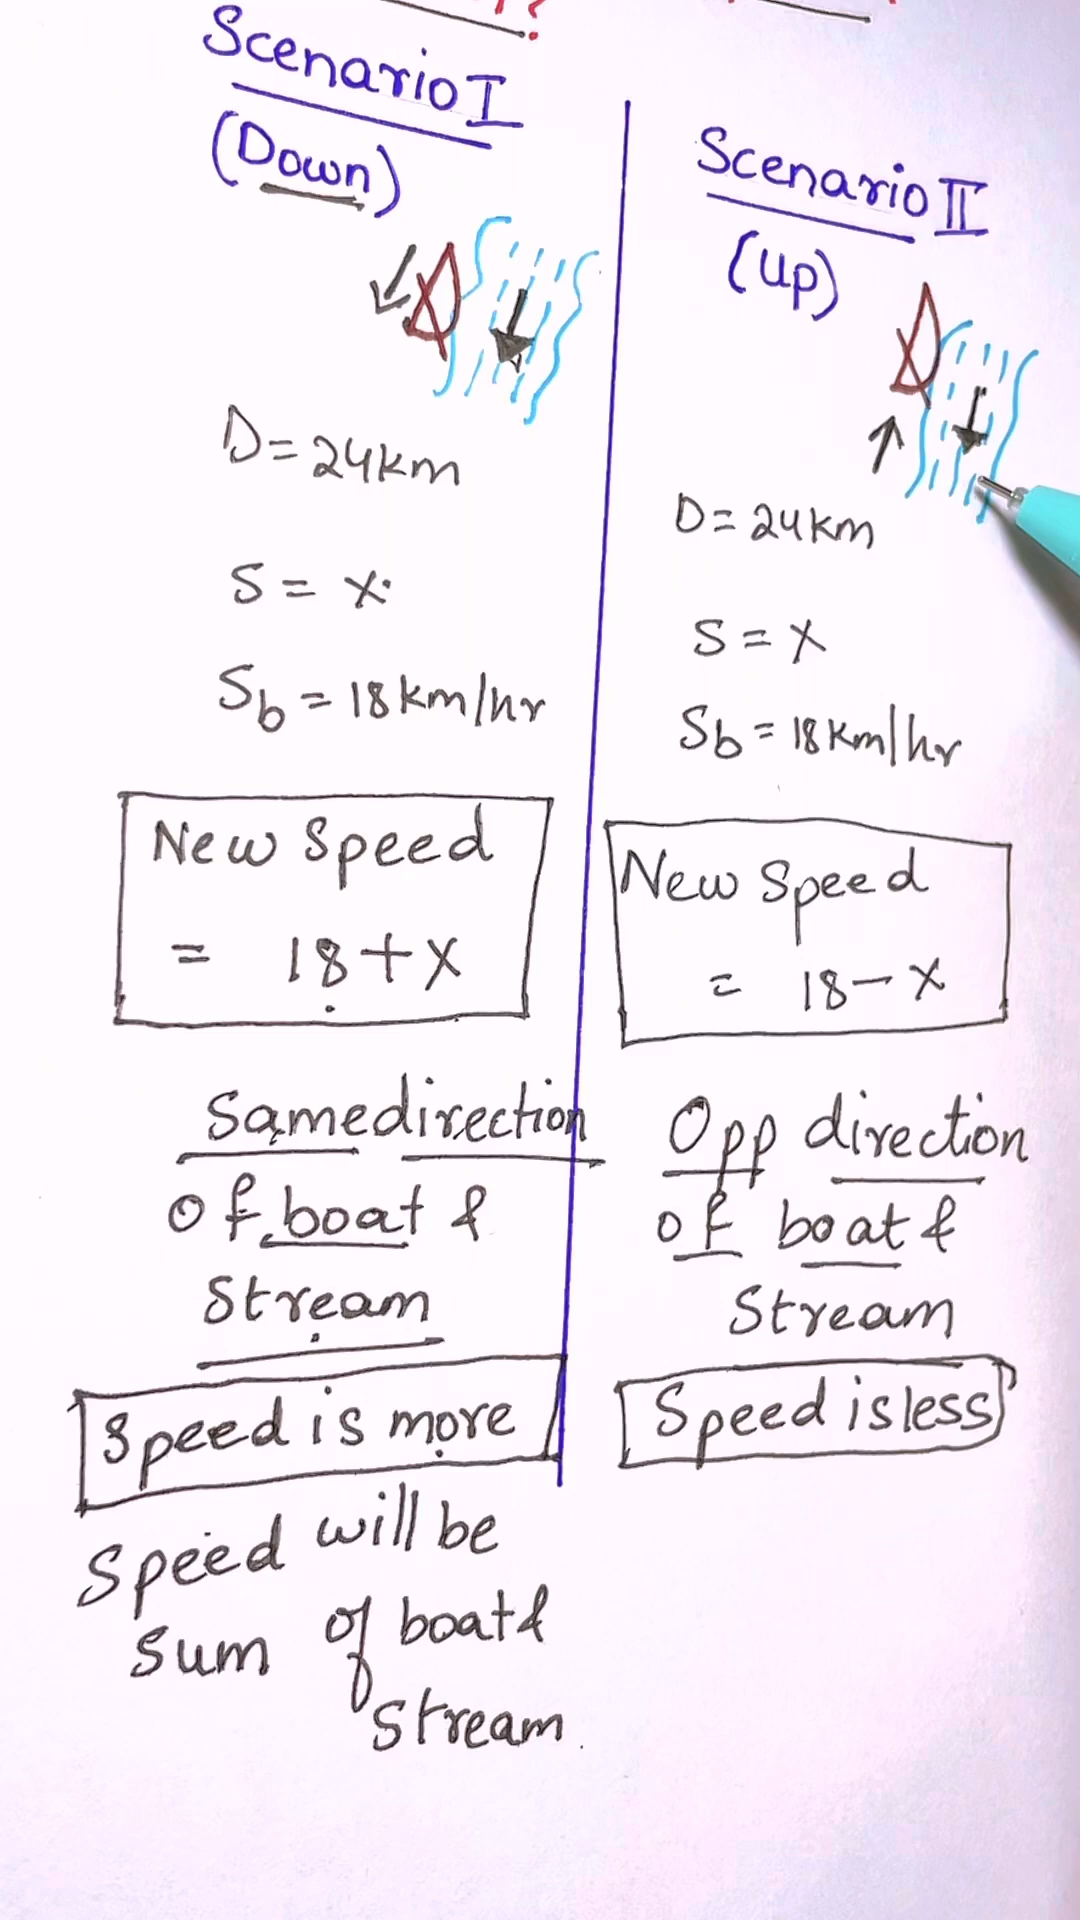 Scenario I
(Down)
D = 24km
S = x
Sb = 18km/hr
New Speed
= 18 + x
Same direction
of boat &
Stream
Speed is more
Speed will be
sum of boat &
stream
Scenario II
(Up)
D = 24km
S = x
Sb = 18km/hr
New Speed
= 18 - x
Opp direction
of boat &
Stream
Speed is less